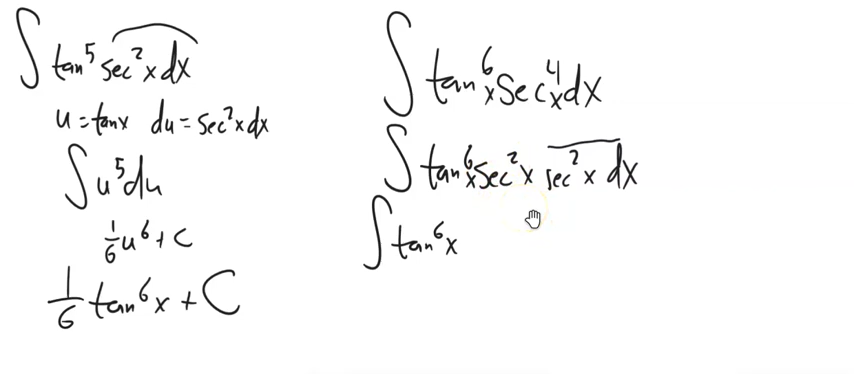 ∫ tan⁵ sec²x dx
u = tanx du = sec²x dx
∫ u⁵ du
1/6 u⁶ + C
1/6 tan⁶x + C
∫ tan⁶x sec⁴x dx
∫ tan⁶x sec²x sec²x dx
∫ tan⁶x